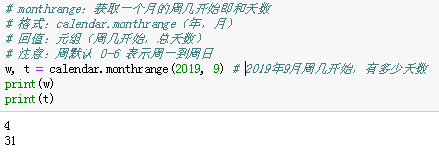 # monthrange: 获取一个月的周几开始即和天数
# 格式: calendar.monthrange（年，月）
# 回值: 元组（周几开始，总天数）
# 注意: 周默认 0-6 表示周一到周日
w, t = calendar.monthrange(2019, 9) # 2019年9月周几开始，有多少天数
print(w)
print(t)
4
31